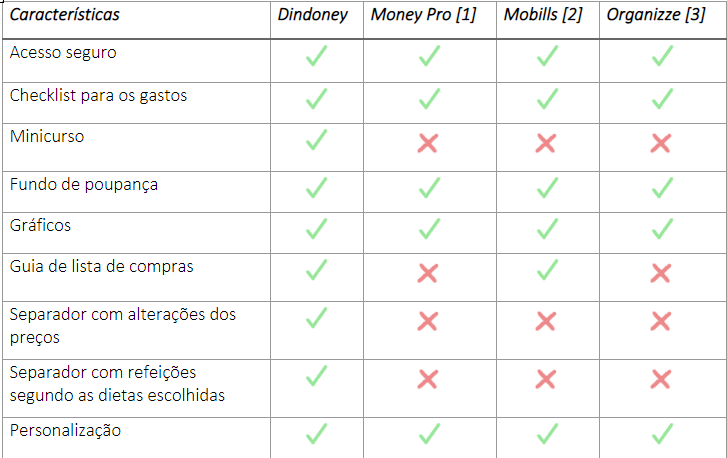 Características Dindoney Money Pro [1] Mobills [2] Organizze [3]
Acesso seguro
Checklist para os gastos
Minicurso
Fundo de poupança
Gráficos
Guia de lista de compras
Separador com alterações dos
preços
Separador com refeições
segundo as dietas escolhidas
Personalização